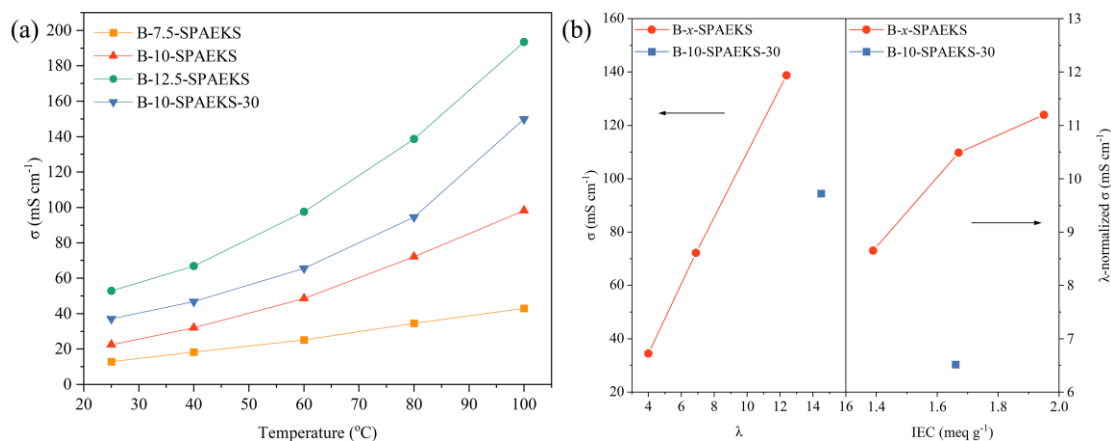 (a)
B-7.5-SPAEKS
B-10-SPAEKS
B-12.5-SPAEKS
B-10-SPAEKS-30
σ (mS cm⁻¹)
200
180
160
140
120
100
80
60
40
20
0
20 30 40 50 60 70 80 90 100
Temperature (°C)
(b)
B-x-SPAEKS
B-10-SPAEKS-30
σ (mS cm⁻¹)
160
140
120
100
80
60
40
20
4 6 8 10 12 14 16
λ
B-x-SPAEKS
B-10-SPAEKS-30
1.4 1.6 1.8 2.0
IEC (meq g⁻¹)
13
12
11
10
9
8
7
6
λ-normalized σ (mS cm⁻¹)